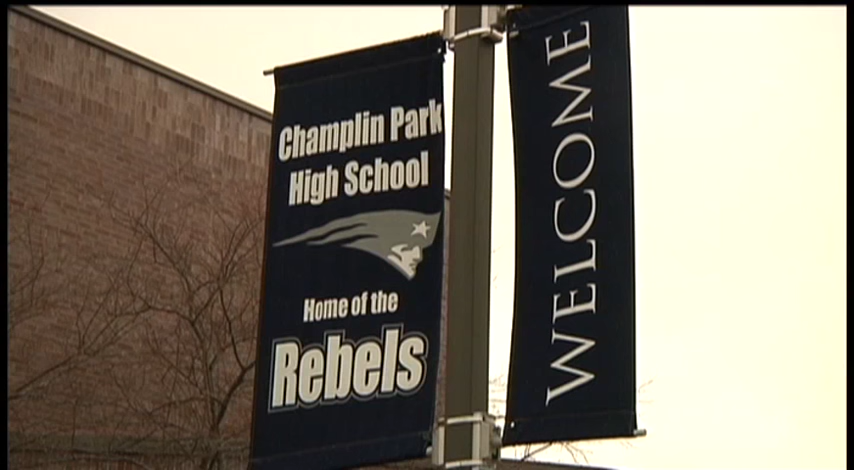 Champlin Park
High School
Home of the
Rebels
WELCOME